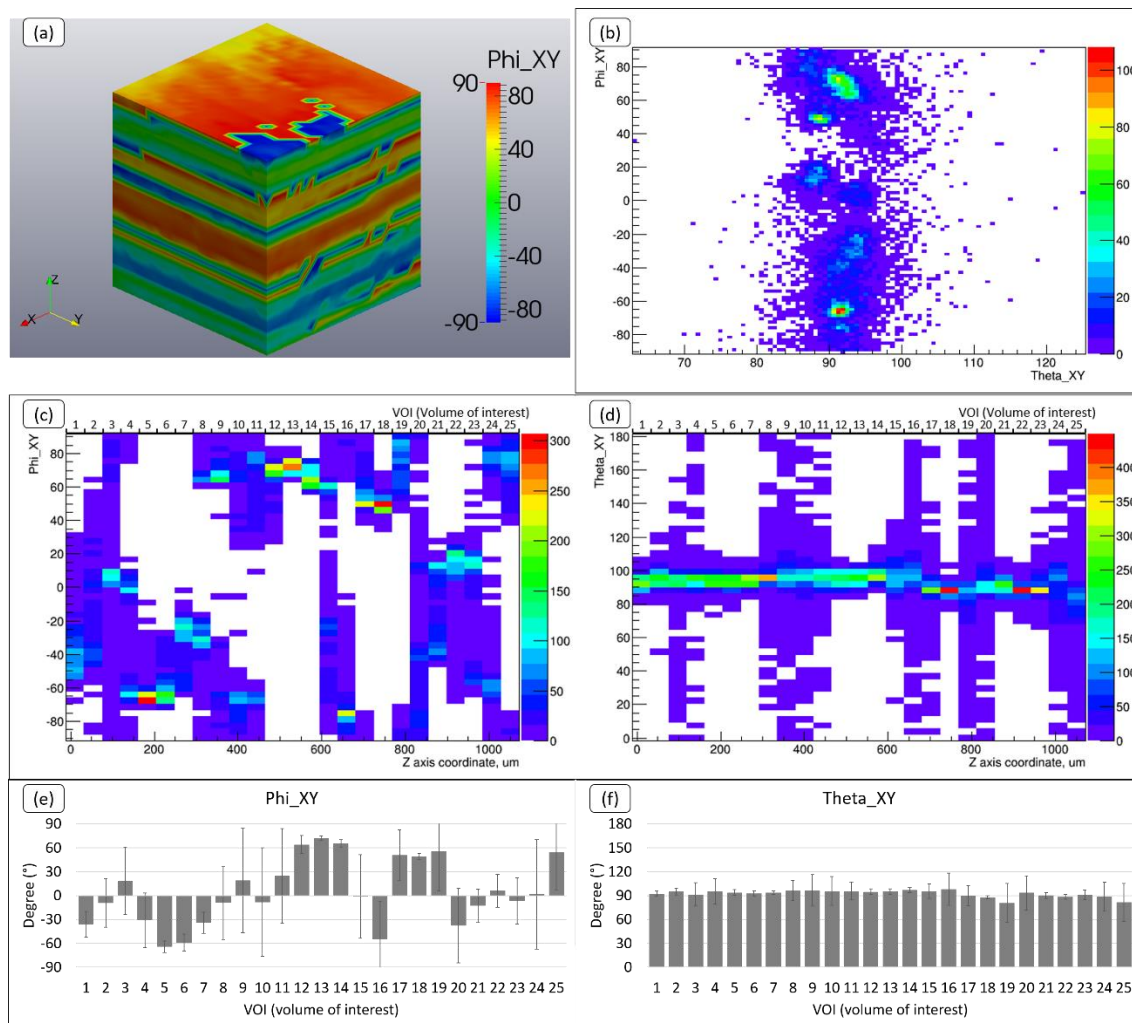 (a)
Phi_XY
90
80
40
0
-40
-80
-90
Z
X
Y
(b)
Phi_XY
80
60
40
20
0
-20
-40
-60
-80
70 80 90 100 110 120
Theta_XY
100
80
60
40
20
0
(c)
VOI (Volume of interest)
1 2 3 4 5 6 7 8 9 10 11 12 13 14 15 16 17 18 19 20 21 22 23 24 25
Phi_XY
80
60
40
20
0
-20
-40
-60
-80
0 200 400 600 800 1000
Z axis coordinate, um
300
250
200
150
100
50
0
(d)
VOI (Volume of interest)
1 2 3 4 5 6 7 8 9 10 11 12 13 14 15 16 17 18 19 20 21 22 23 24 25
Theta_XY
180
160
140
120
100
80
60
40
20
0
0 200 400 600 800 1000
Z axis coordinate, um
400
350
300
250
200
150
100
50
0
(e)
Phi_XY
Degree (°)
90
60
30
0
-30
-60
-90
1 2 3 4 5 6 7 8 9 10 11 12 13 14 15 16 17 18 19 20 21 22 23 24 25
VOI (volume of interest)
(f)
Theta_XY
Degree (°)
180
150
120
90
60
30
0
1 2 3 4 5 6 7 8 9 10 11 12 13 14 15 16 17 18 19 20 21 22 23 24 25
VOI (volume of interest)